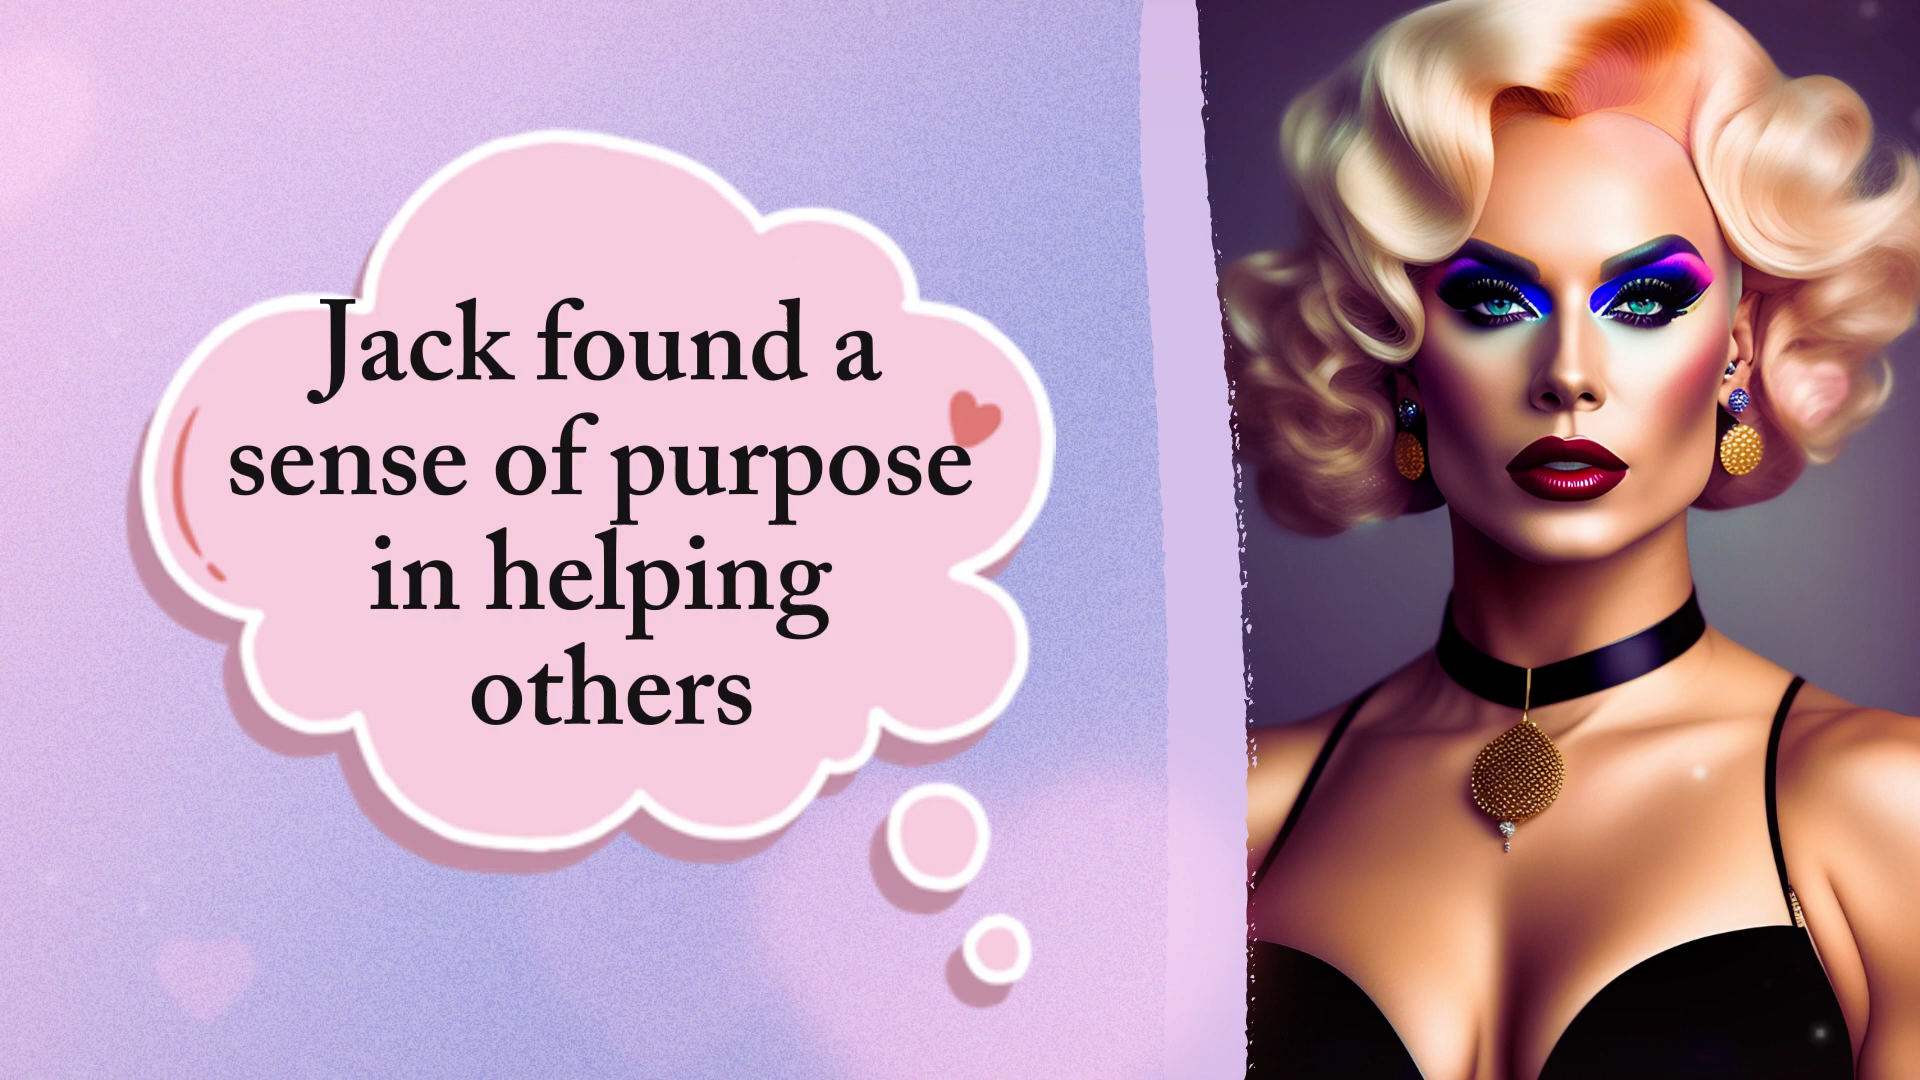 Jack found a
sense of purpose
in helping
others